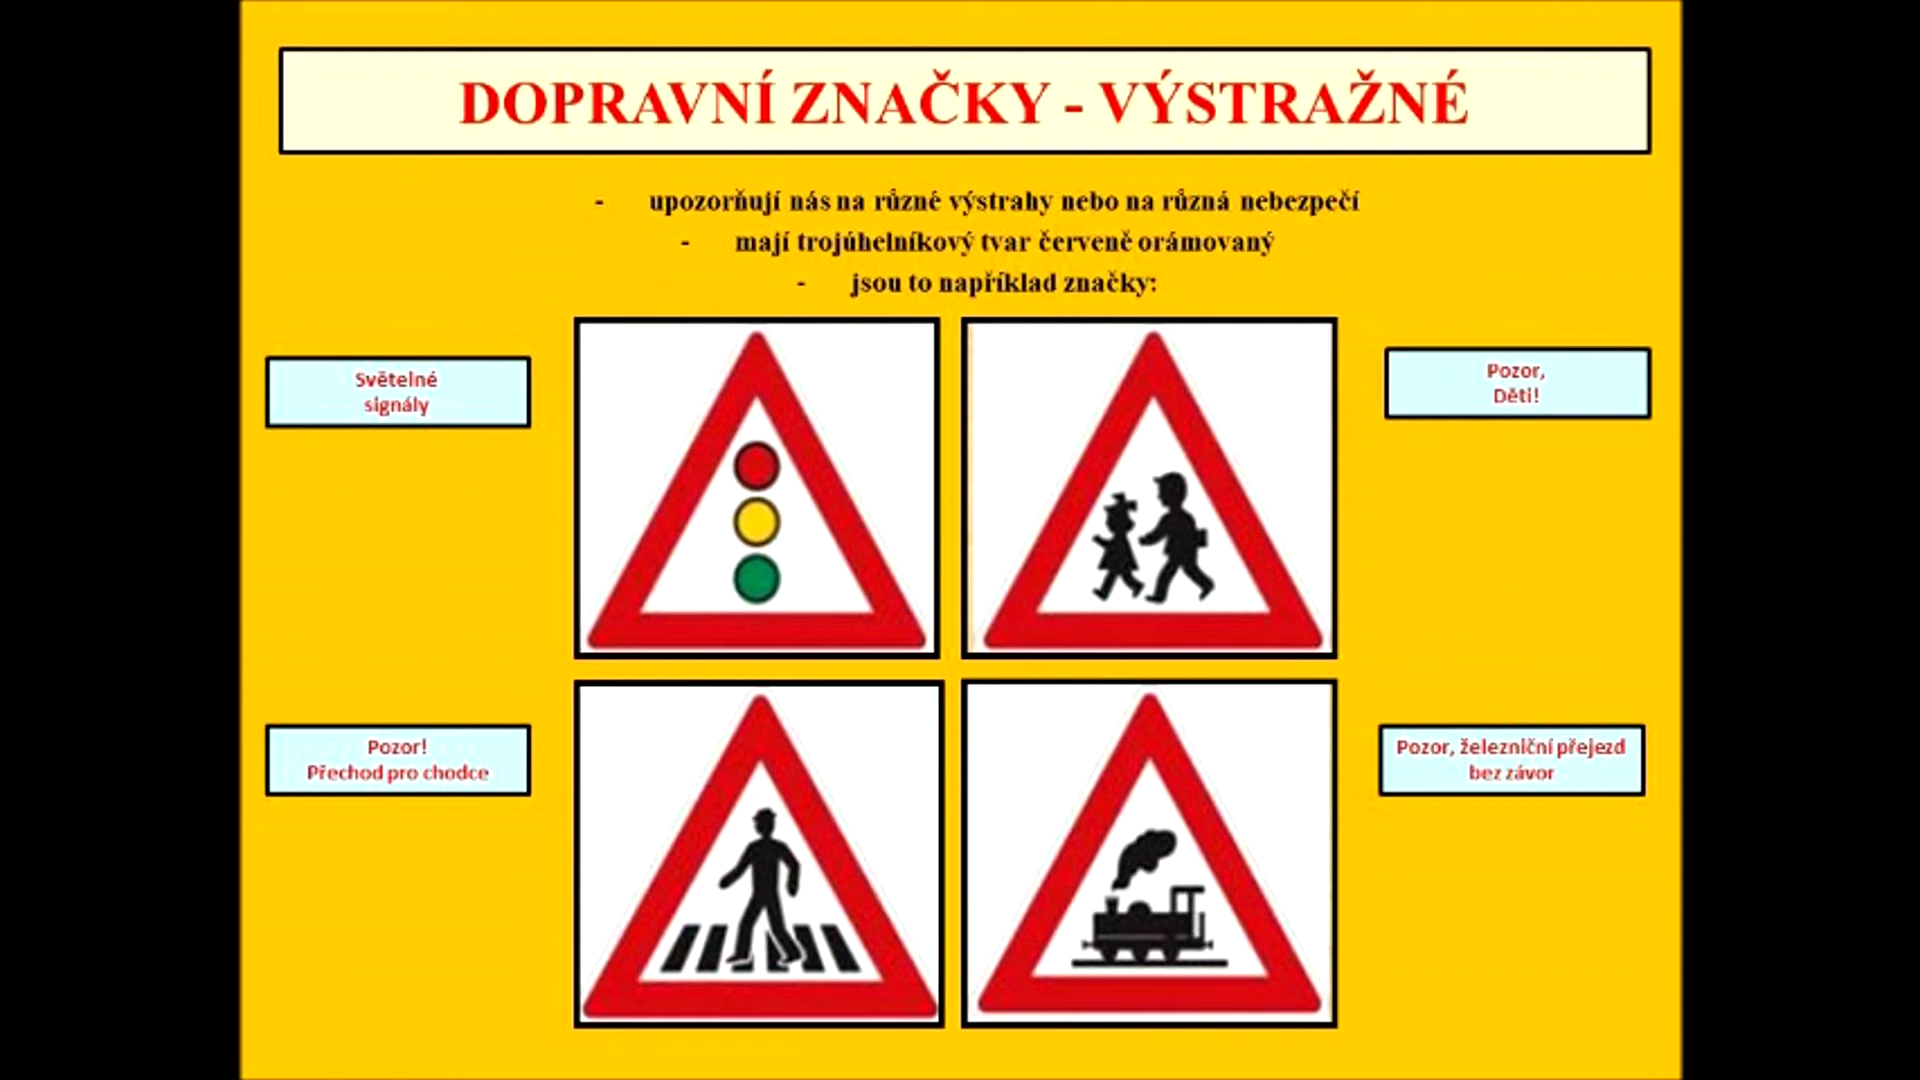 DOPRAVNÍ ZNAČKY - VÝSTRAŽNÉ
- upozorňují nás na různé výstrahy nebo na různá nebezpečí
- mají trojúhelníkový tvar červeně orámovaný
- jsou to například značky:
Světelné
signály
Pozor,
Děti!
Pozor!
Přechod pro chodce
Pozor, železniční přejezd
bez závor